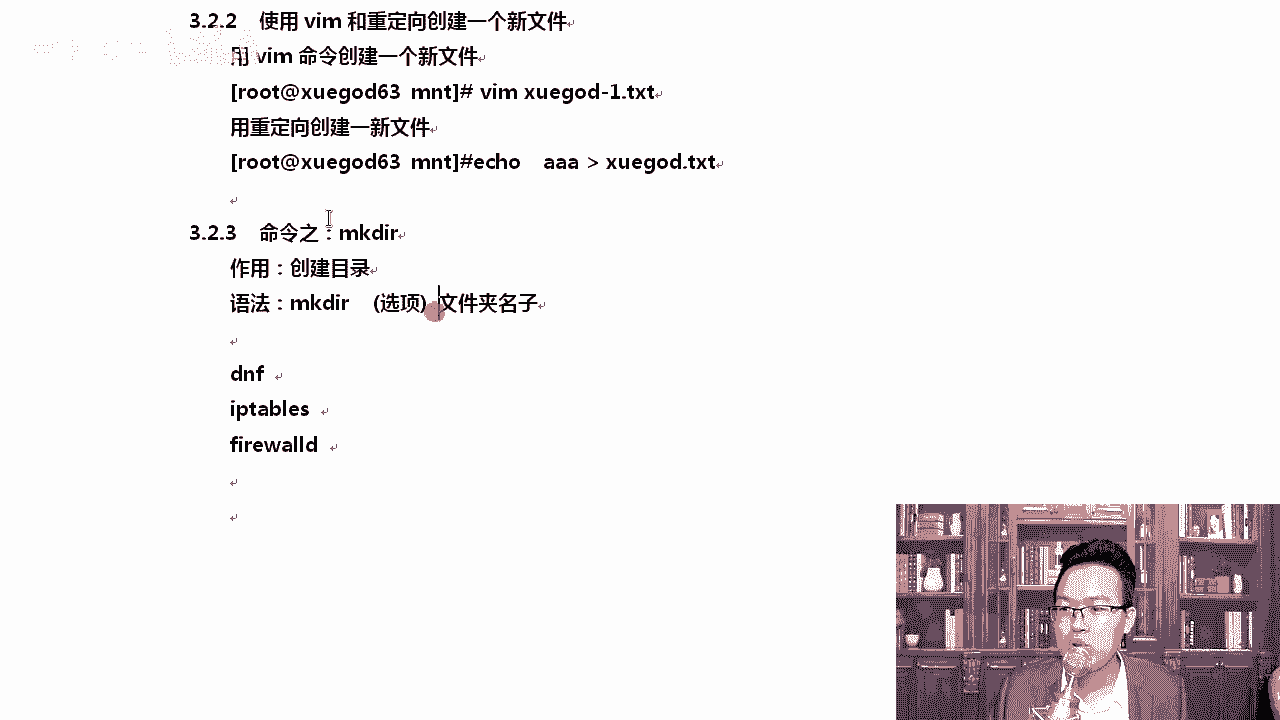 3.2.2 使用 vim 和重定向创建一个新文件
用 vim 命令创建一个新文件
[root@xuegod63 mnt]# vim xuegod-1.txt
用重定向创建一新文件
[root@xuegod63 mnt]#echo aaa > xuegod.txt
3.2.3 命令之：mkdir
作用：创建目录
语法：mkdir (选项) 文件夹名子
dnf
iptables
firewalld